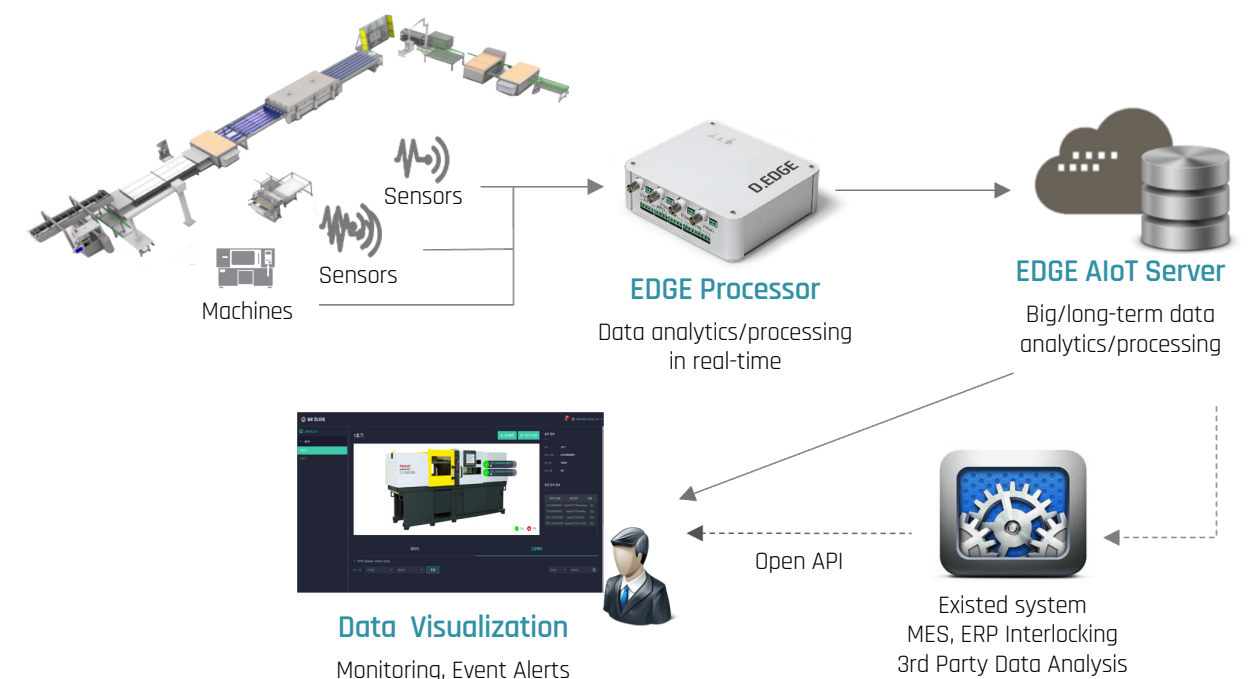 Sensors
Sensors
Machines
D.EDGE
EDGE Processor
Data analytics/processing
in real-time
EDGE AIoT Server
Big/long-term data
analytics/processing
Open API
Existed system
MES, ERP Interlocking
3rd Party Data Analysis
FANUC
Data Visualization
Monitoring, Event Alerts